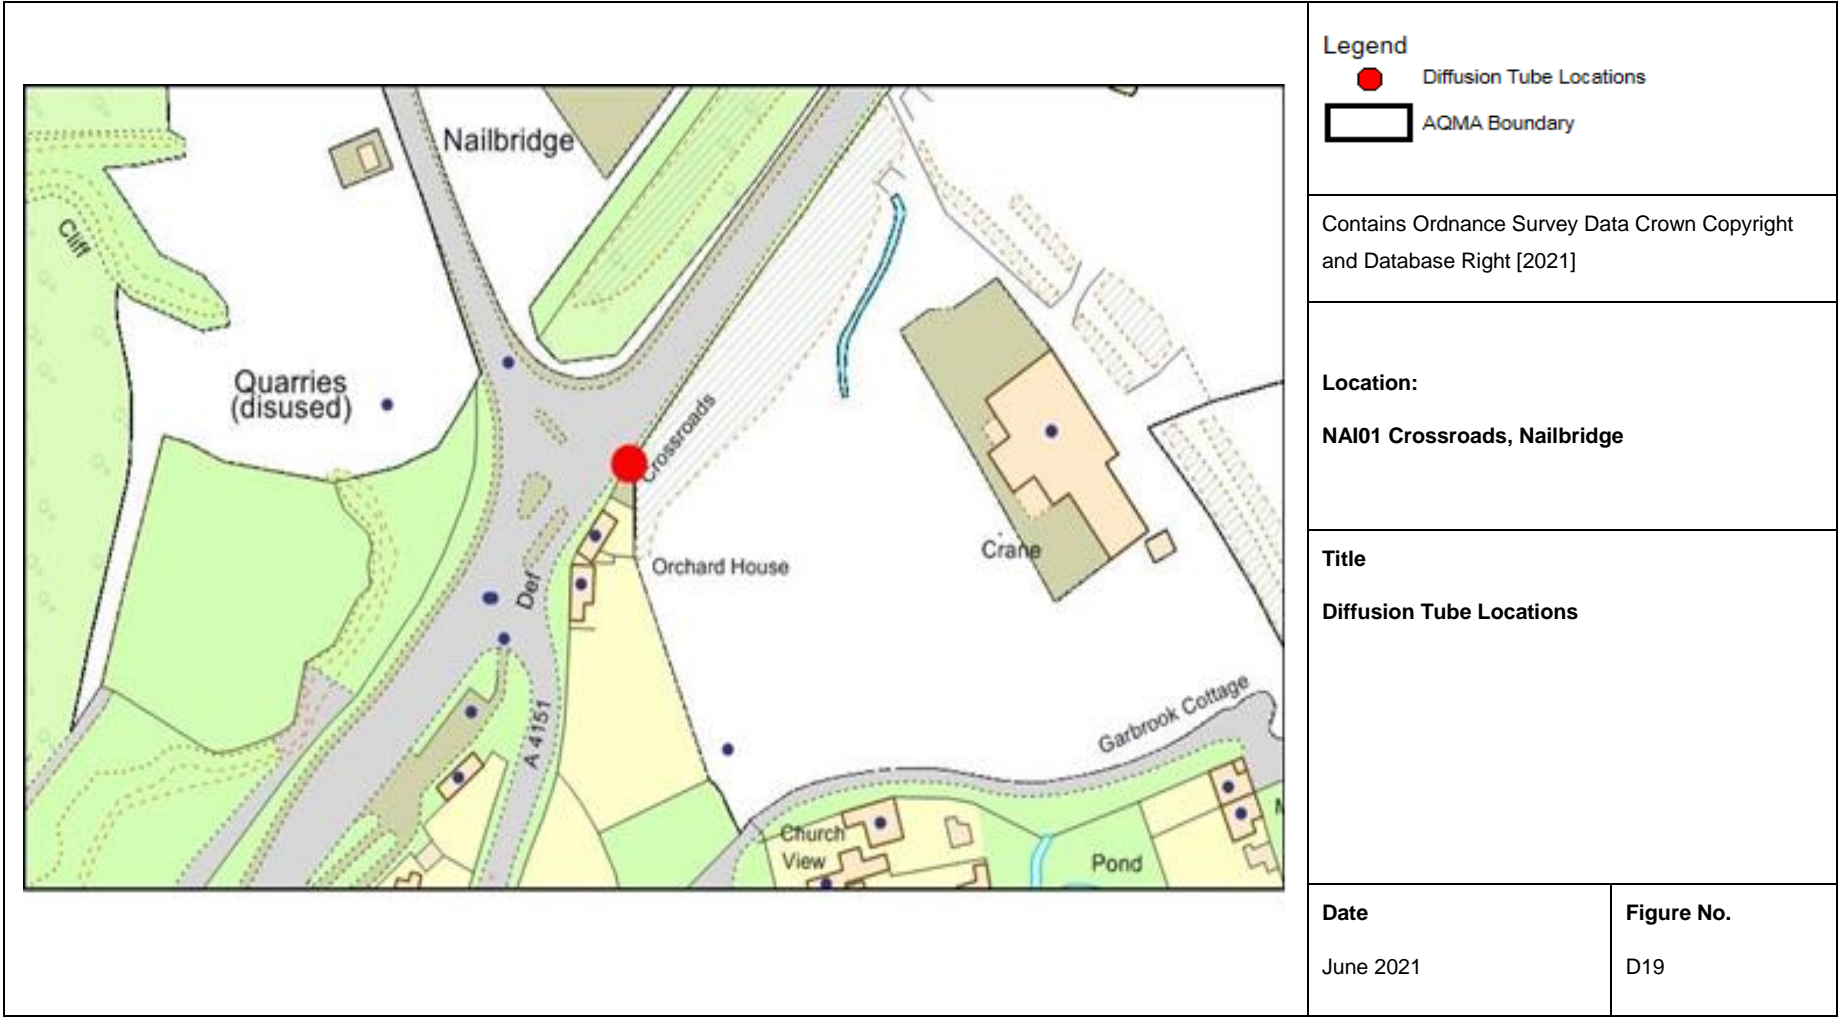 Nailbridge
Cliff
Quarries
(disused)
Crossroads
Def
Orchard House
Crane
A 4151
Garbrook Cottage
Church
View
Pond
M
Legend
Diffusion Tube Locations
AQMA Boundary
Contains Ordnance Survey Data Crown Copyright
and Database Right [2021]
Location:
NAI01 Crossroads, Nailbridge
Title
Diffusion Tube Locations
Date
June 2021
Figure No.
D19